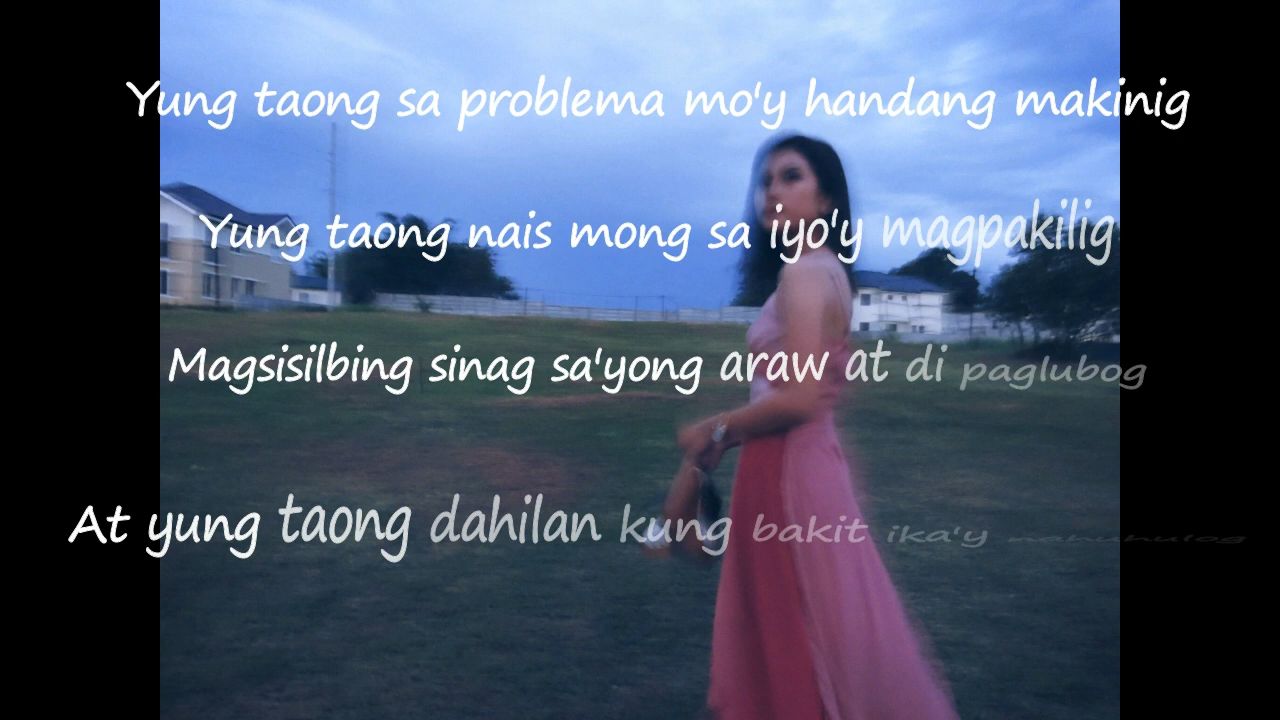 Yung taong sa problema mo'y handang makinig
Yung taong nais mong sa iyo'y magpakilig
Magsisilbing sinag sa'yong araw at di paglubog
At yung taong dahilan kung bakit ika'y nahuhulog